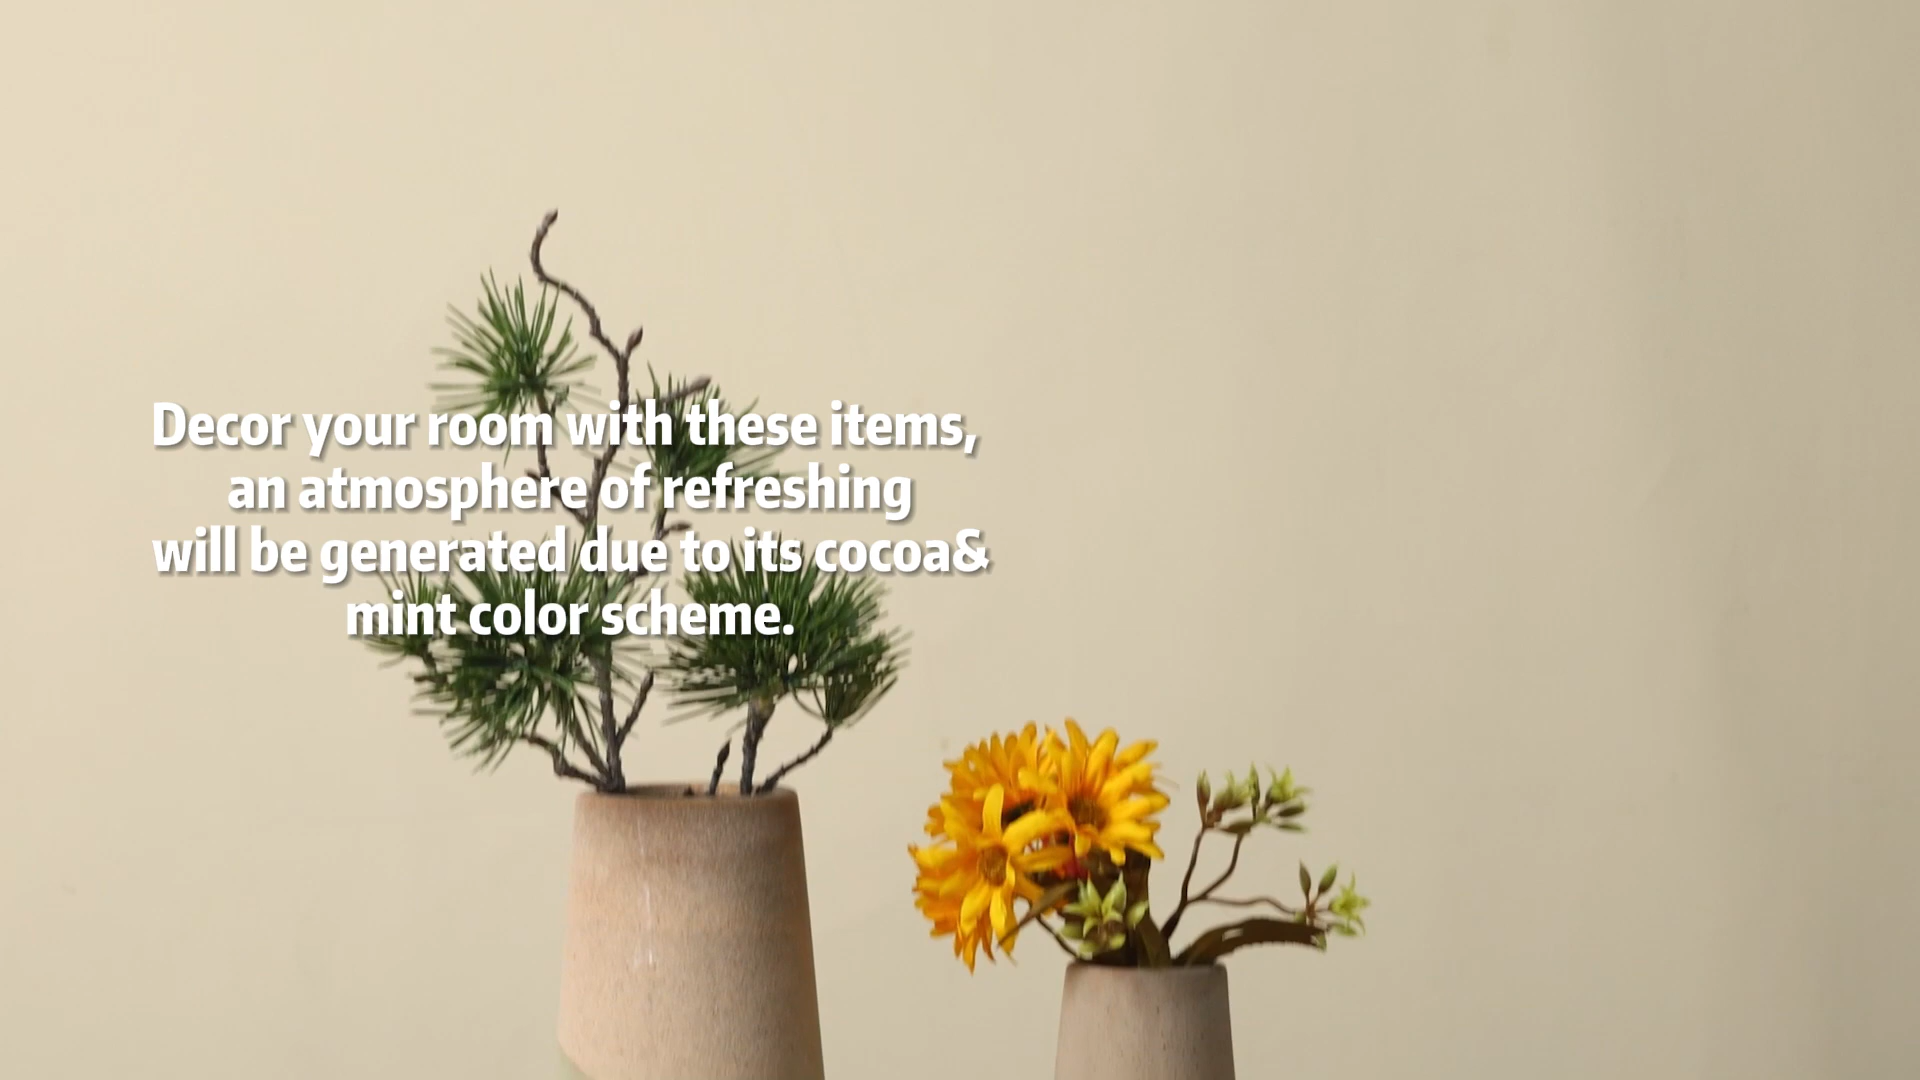 Decor your room with these items,
an atmosphere of refreshing
will be generated due to its cocoa&
mint color scheme.